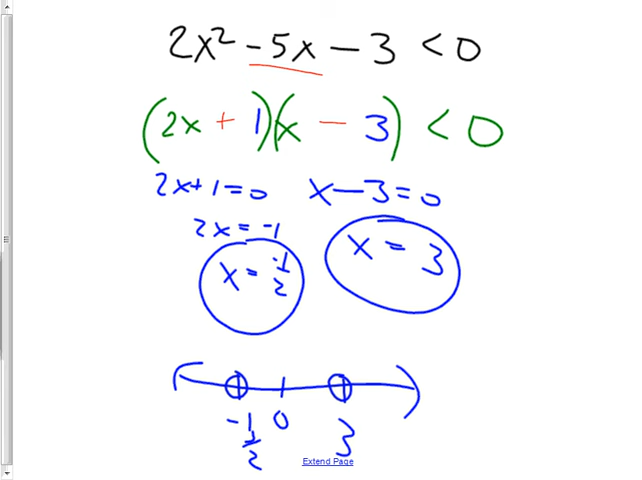 2x² - 5x - 3 < 0
(2x + 1)(x - 3) < 0
2x+1=0 x-3=0
2x = -1
x = -1/2 x = 3
-1/2 0 3
Extend Page